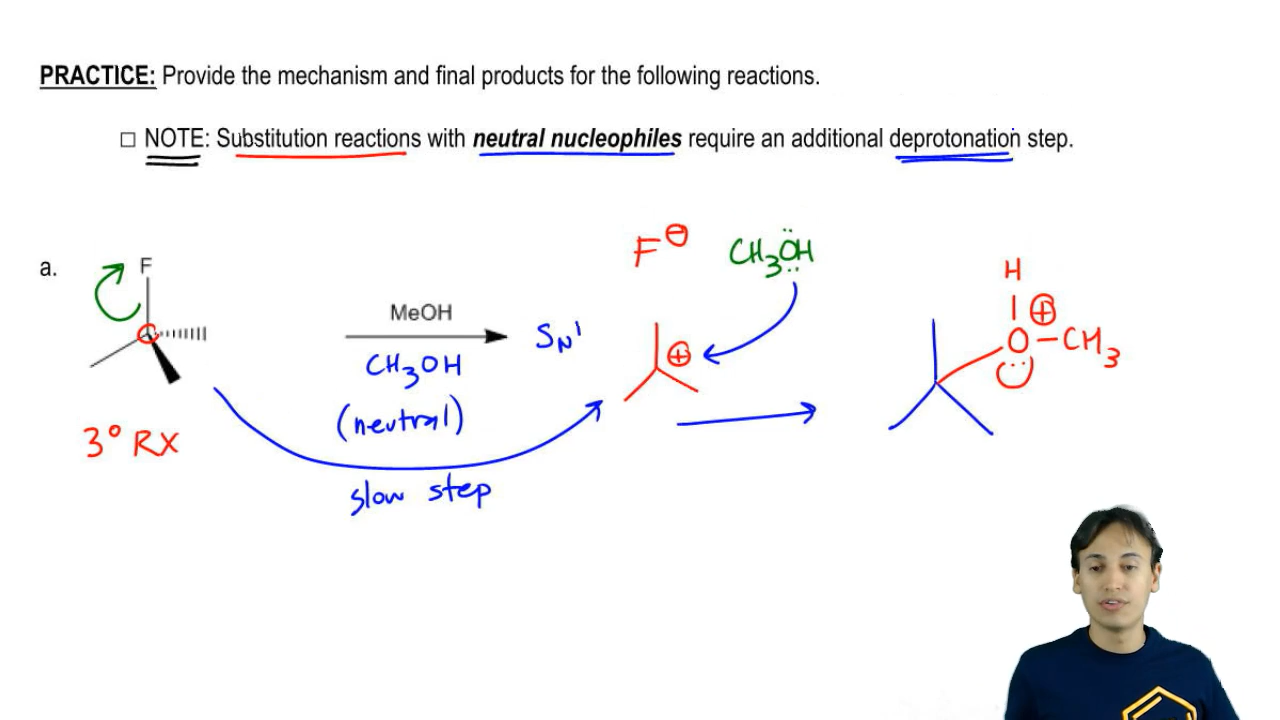 PRACTICE: Provide the mechanism and final products for the following reactions.
□ NOTE: Substitution reactions with neutral nucleophiles require an additional deprotonation step.
a.
F
C
3° RX
MeOH
CH₃OH
(neutral)
slow step
SN1
F⊖
CH₃ÖH
⊕
H
⊕
O–CH₃